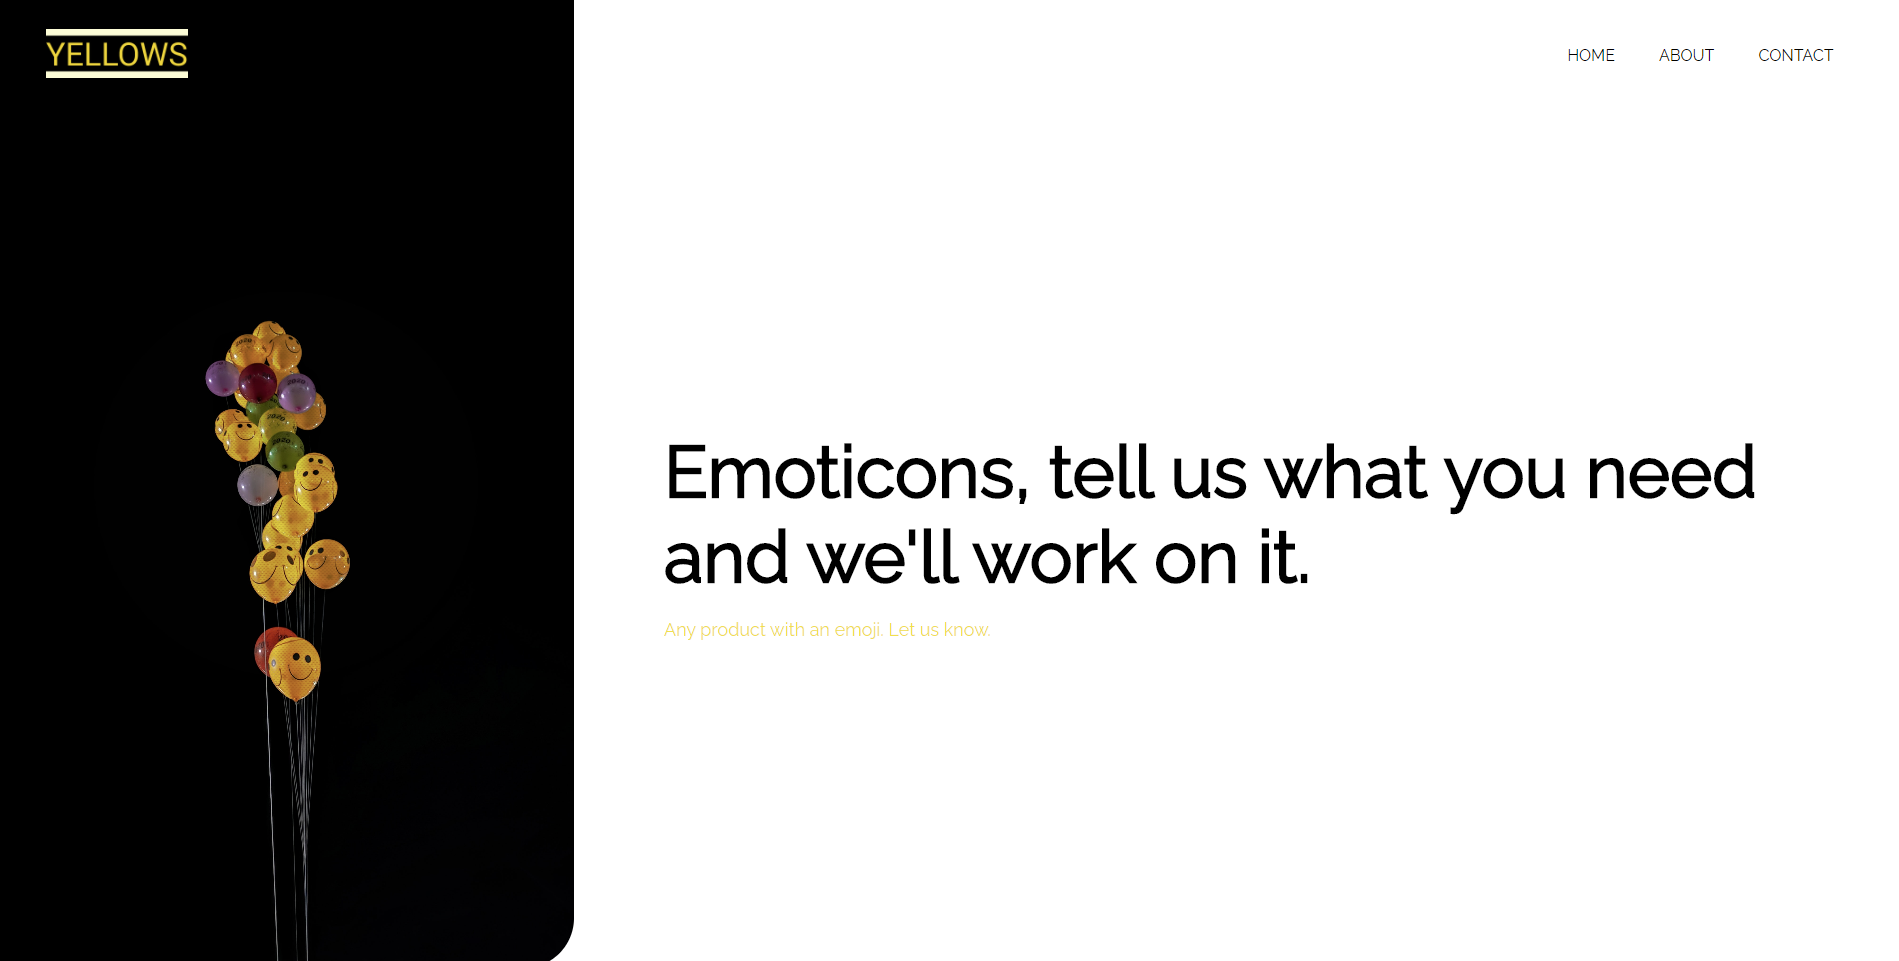 YELLOWS
HOME ABOUT CONTACT
Emoticons, tell us what you need
and we'll work on it.
Any product with an emoji. Let us know.